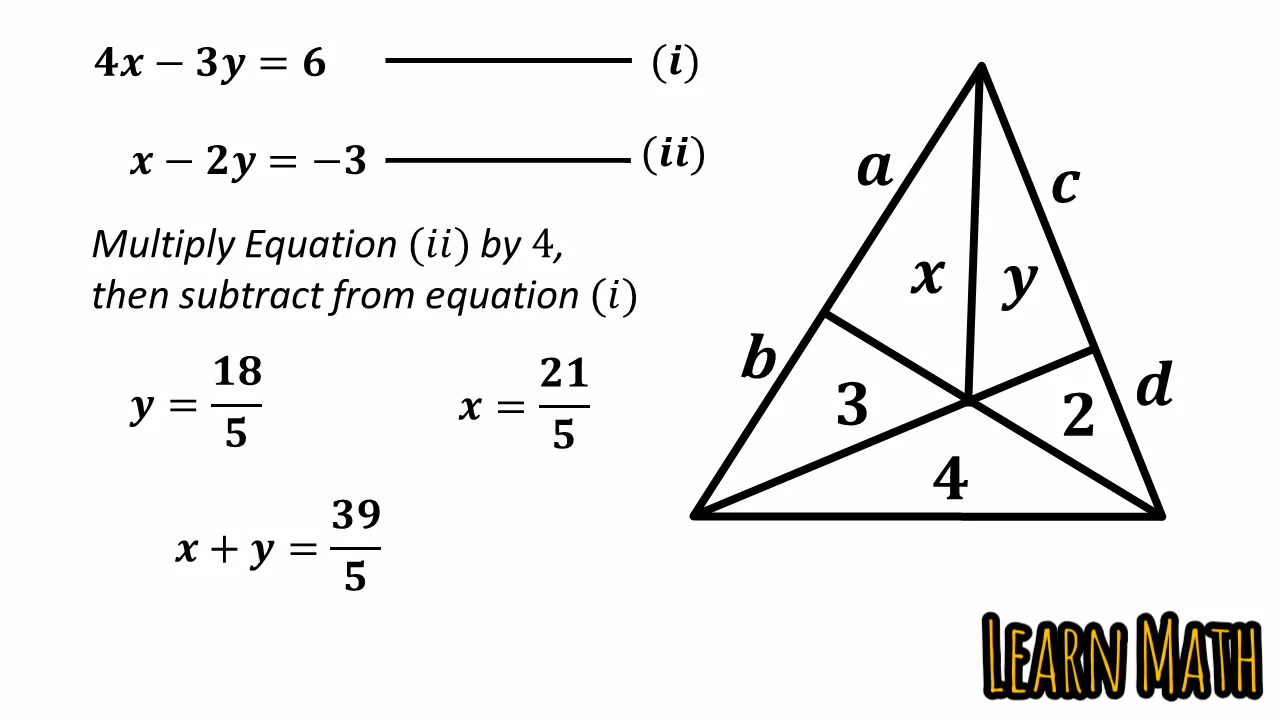 4x − 3y = 6 (i)
x − 2y = −3 (ii)
Multiply Equation (ii) by 4,
then subtract from equation (i)
y = 18/5 x = 21/5
x + y = 39/5
a c
x y
b d
3 2
4
LEARN MATH